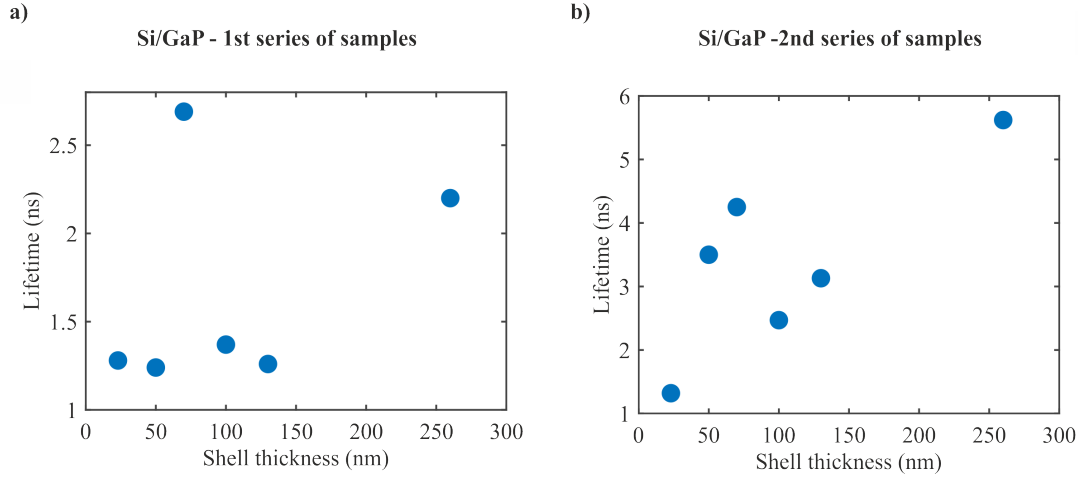 a)
Si/GaP - 1st series of samples
2.5
2
1.5
1
0 50 100 150 200 250 300
Lifetime (ns)
Shell thickness (nm)
b)
Si/GaP -2nd series of samples
6
5
4
3
2
1
0 50 100 150 200 250 300
Lifetime (ns)
Shell thickness (nm)